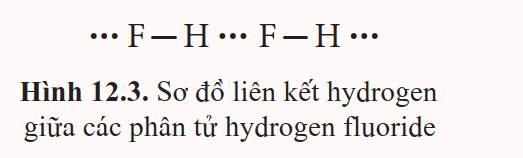 ··· F — H ··· F — H ···
Hình 12.3. Sơ đồ liên kết hydrogen
giữa các phân tử hydrogen fluoride